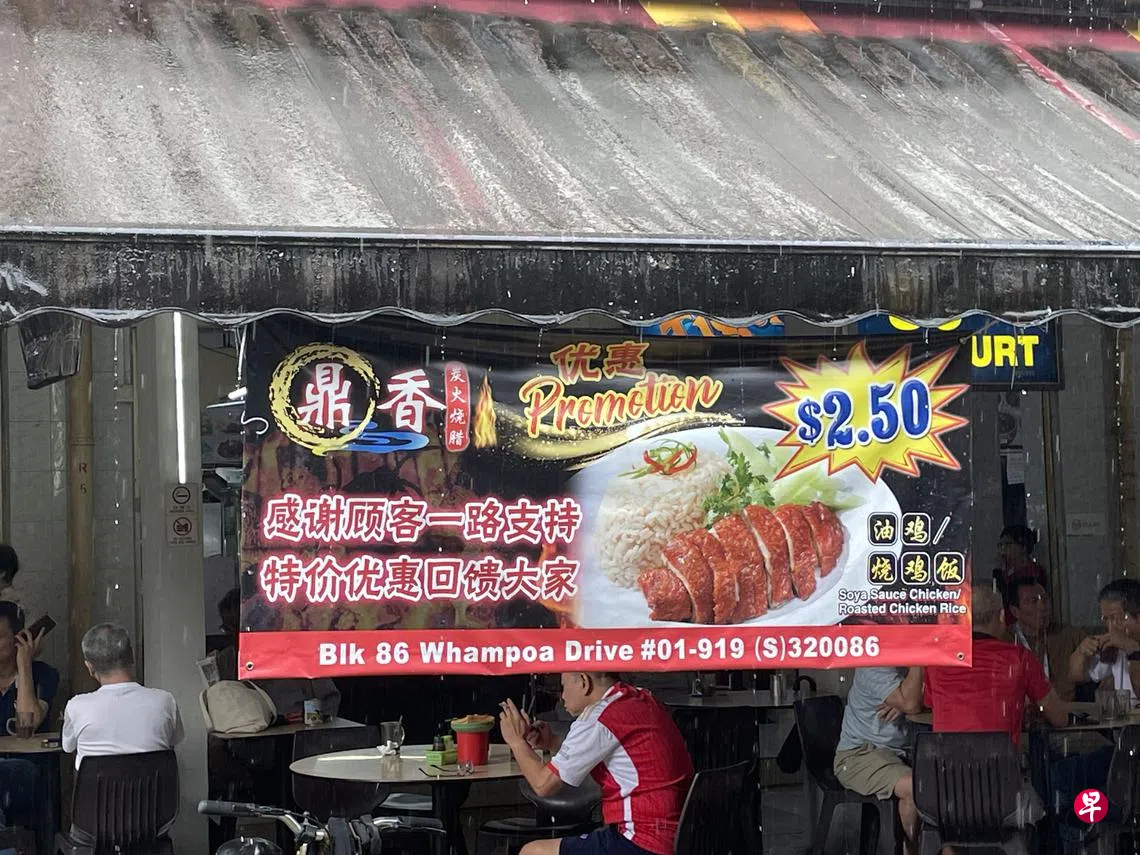 URT
鼎香
炭火烧腊
优惠
Promotion
$2.50
感谢顾客一路支持
特价优惠回馈大家
油鸡/
烧鸡饭
Soya Sauce Chicken/
Roasted Chicken Rice
Blk 86 Whampoa Drive #01-919 (S)320086
早